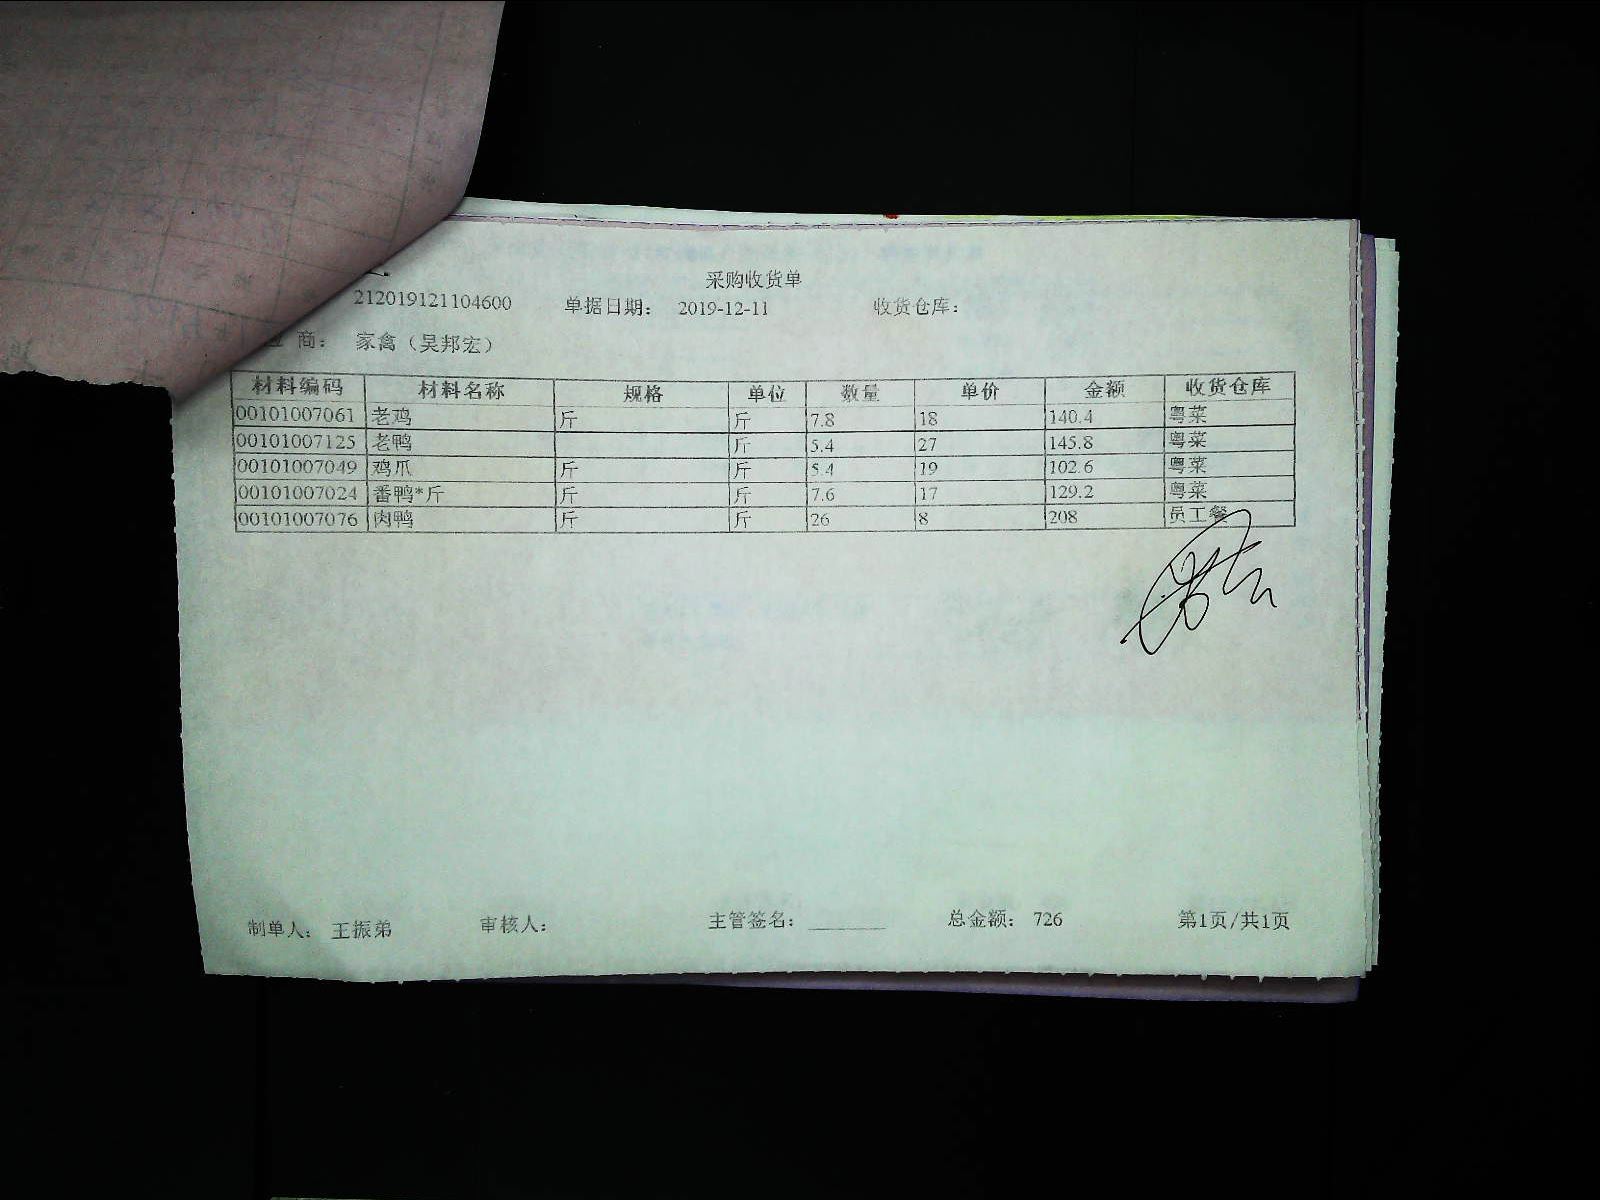 采购收货单
212019121104600 单据日期： 2019-12-11 收货仓库：
商： 家禽（吴邦宏）
材料编码 材料名称 规格 单位 数量 单价 金额 收货仓库
00101007061 老鸡 斤 斤 7.8 18 140.4 粤菜
00101007125 老鸭 斤 5.4 27 145.8 粤菜
00101007049 鸡爪 斤 斤 5.4 19 102.6 粤菜
00101007024 番鸭*斤 斤 斤 7.6 17 129.2 粤菜
00101007076 肉鸭 斤 斤 26 8 208 员工餐
制单人： 王振弟 审核人： 主管签名： 总金额： 726 第1页/共1页